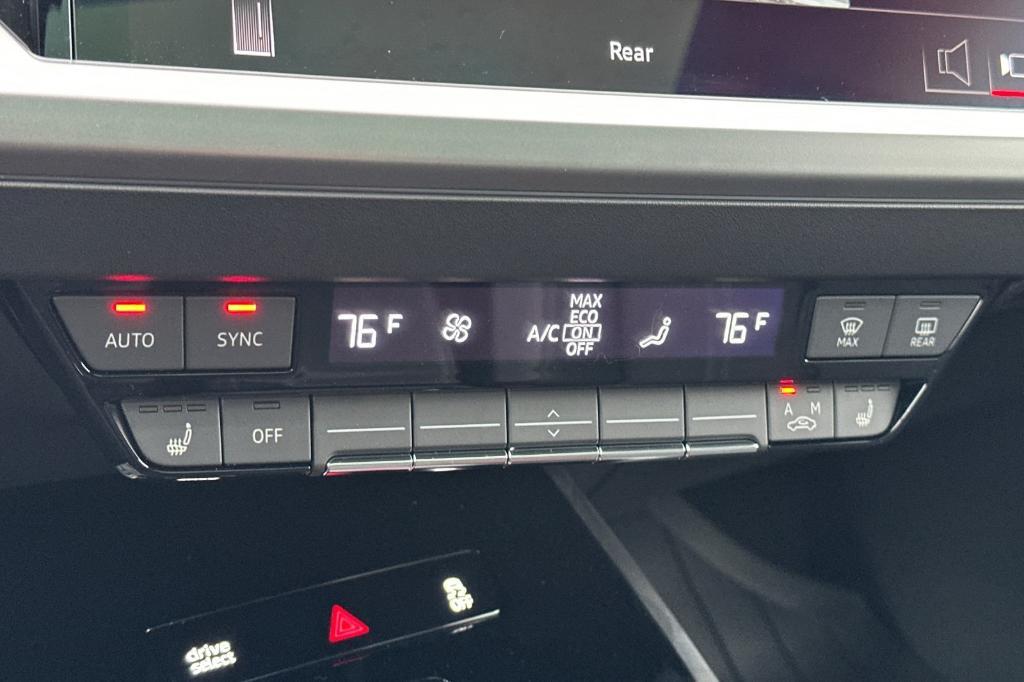 Rear
AUTO
SYNC
76 F
A/C
MAX
ECO
ON
OFF
76 F
MAX
REAR
OFF
A M
drive
select
OFF